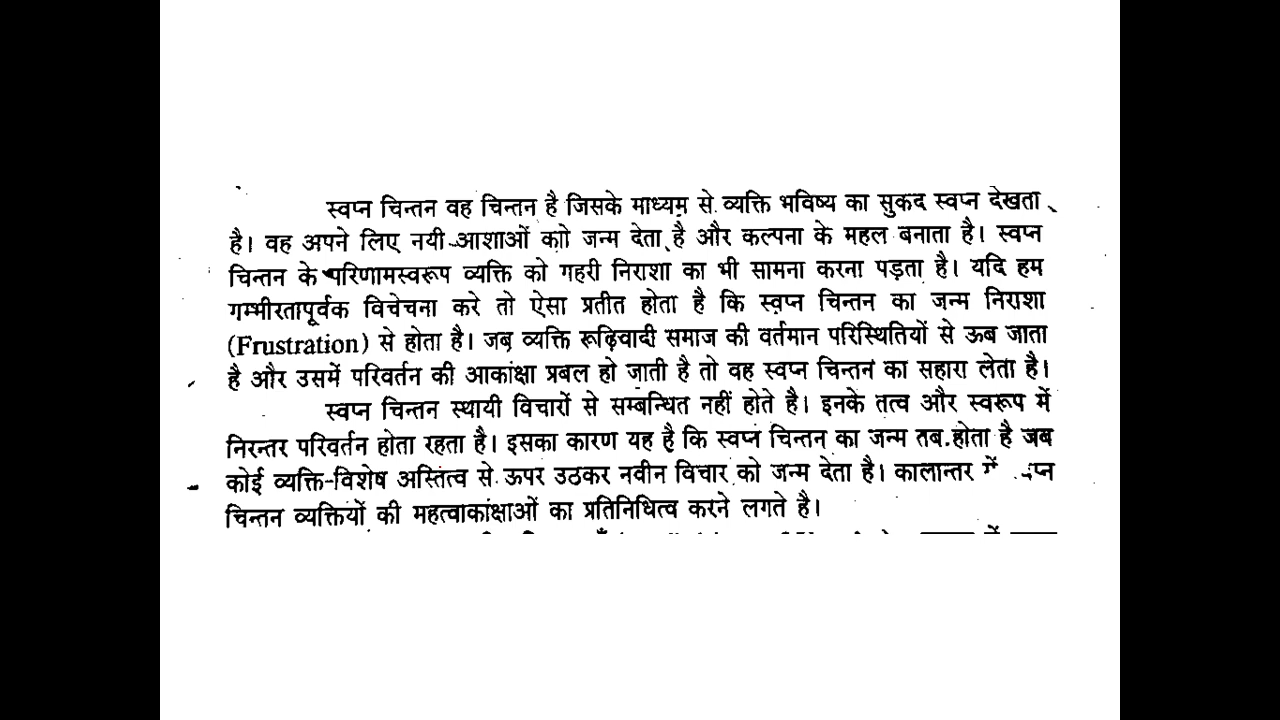 स्वप्न चिन्तन वह चिन्तन है जिसके माध्यम से व्यक्ति भविष्य का सुकद स्वप्न देखता
है। वह अपने लिए नयी आशाओं काो जन्म देता है और कल्पना के महल बनाता है। स्वप्न
चिन्तन के परिणामस्वरूप व्यक्ति को गहरी निराशा का भी सामना करना पड़ता है। यदि हम
गम्भीरतापूर्वक विचेचना करे तो ऐसा प्रतीत होता है कि स्वप्न चिन्तन का जन्म निराशा
(Frustration) से होता है। जब व्यक्ति रूढ़िवादी समाज की वर्तमान परिस्थितियों से ऊब जाता
है और उसमें परिवर्तन की आकांक्षा प्रबल हो जाती है तो वह स्वप्न चिन्तन का सहारा लेता है।
स्वप्न चिन्तन स्थायी विचारों से सम्बन्धित नहीं होते है। इनके तत्व और स्वरूप में
निरन्तर परिवर्तन होता रहता है। इसका कारण यह है कि स्वप्न चिन्तन का जन्म तब होता है जब
कोई व्यक्ति-विशेष अस्तित्व से ऊपर उठकर नवीन विचार को जन्म देता है। कालान्तर में
चिन्तन व्यक्तियों की महत्वाकांक्षाओं का प्रतिनिधित्व करने लगते है।